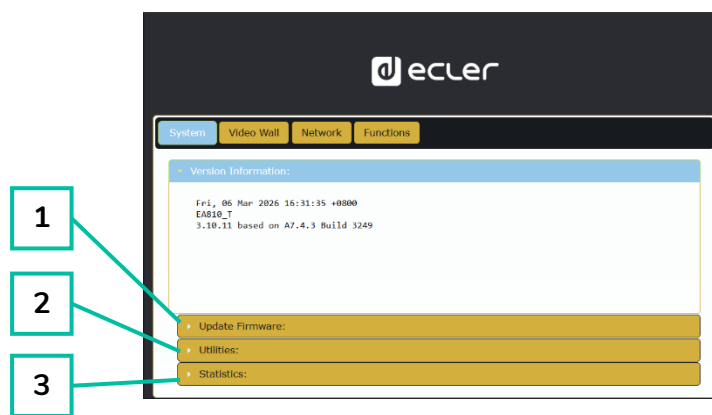 ecler
System Video Wall Network Functions
Version Information:
Fri, 06 Mar 2026 16:31:35 +0800
EA810_T
3.10.11 based on A7.4.3 Build 3249
1
Update Firmware:
2
Utilities:
3
Statistics: